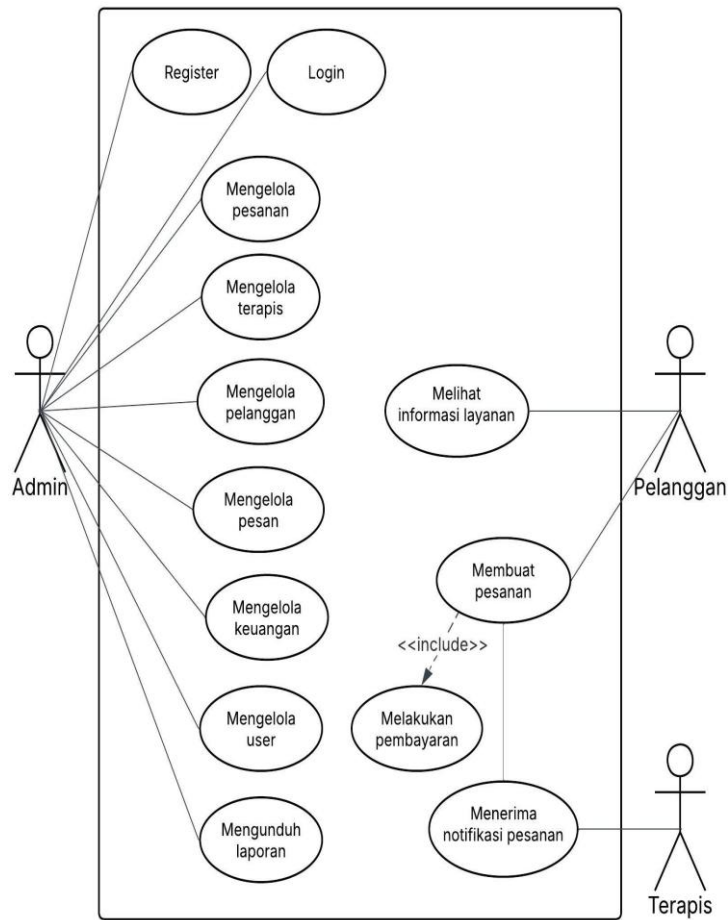 Register
Login
Mengelola
pesanan
Mengelola
terapis
Mengelola
pelanggan
Melihat
informasi layanan
Admin
Pelanggan
Mengelola
pesan
Membuat
pesanan
Mengelola
keuangan
<<include>>
Mengelola
user
Melakukan
pembayaran
Mengunduh
laporan
Menerima
notifikasi pesanan
Terapis